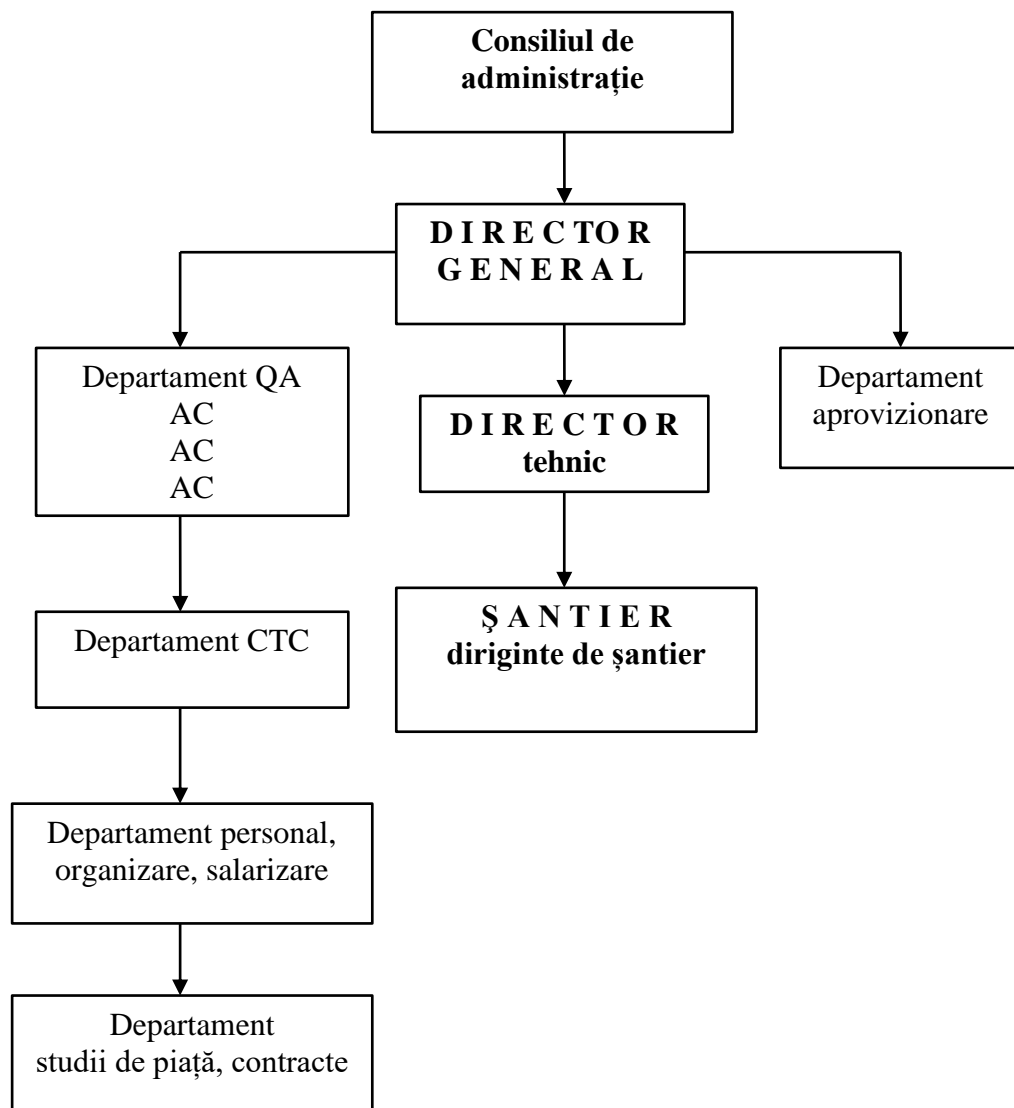 Consiliul de
administrație
D I R E C TO R
G E N E R A L
Departament QA
AC
AC
AC
D I R E C T O R
tehnic
Departament
aprovizionare
Ş A N T I E R
diriginte de șantier
Departament CTC
Departament personal,
organizare, salarizare
Departament
studii de piață, contracte